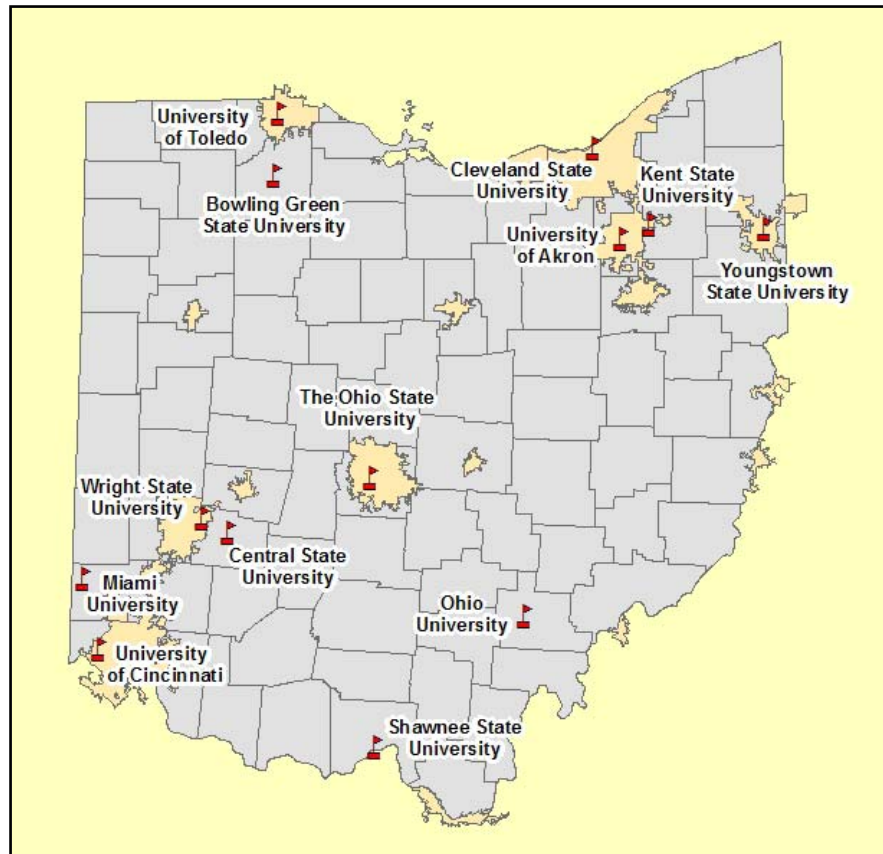 University
of Toledo
Bowling Green
State University
Cleveland State
University
Kent State
University
University
of Akron
Youngstown
State University
The Ohio State
University
Wright State
University
Central State
University
Miami
University
Ohio
University
University
of Cincinnati
Shawnee State
University